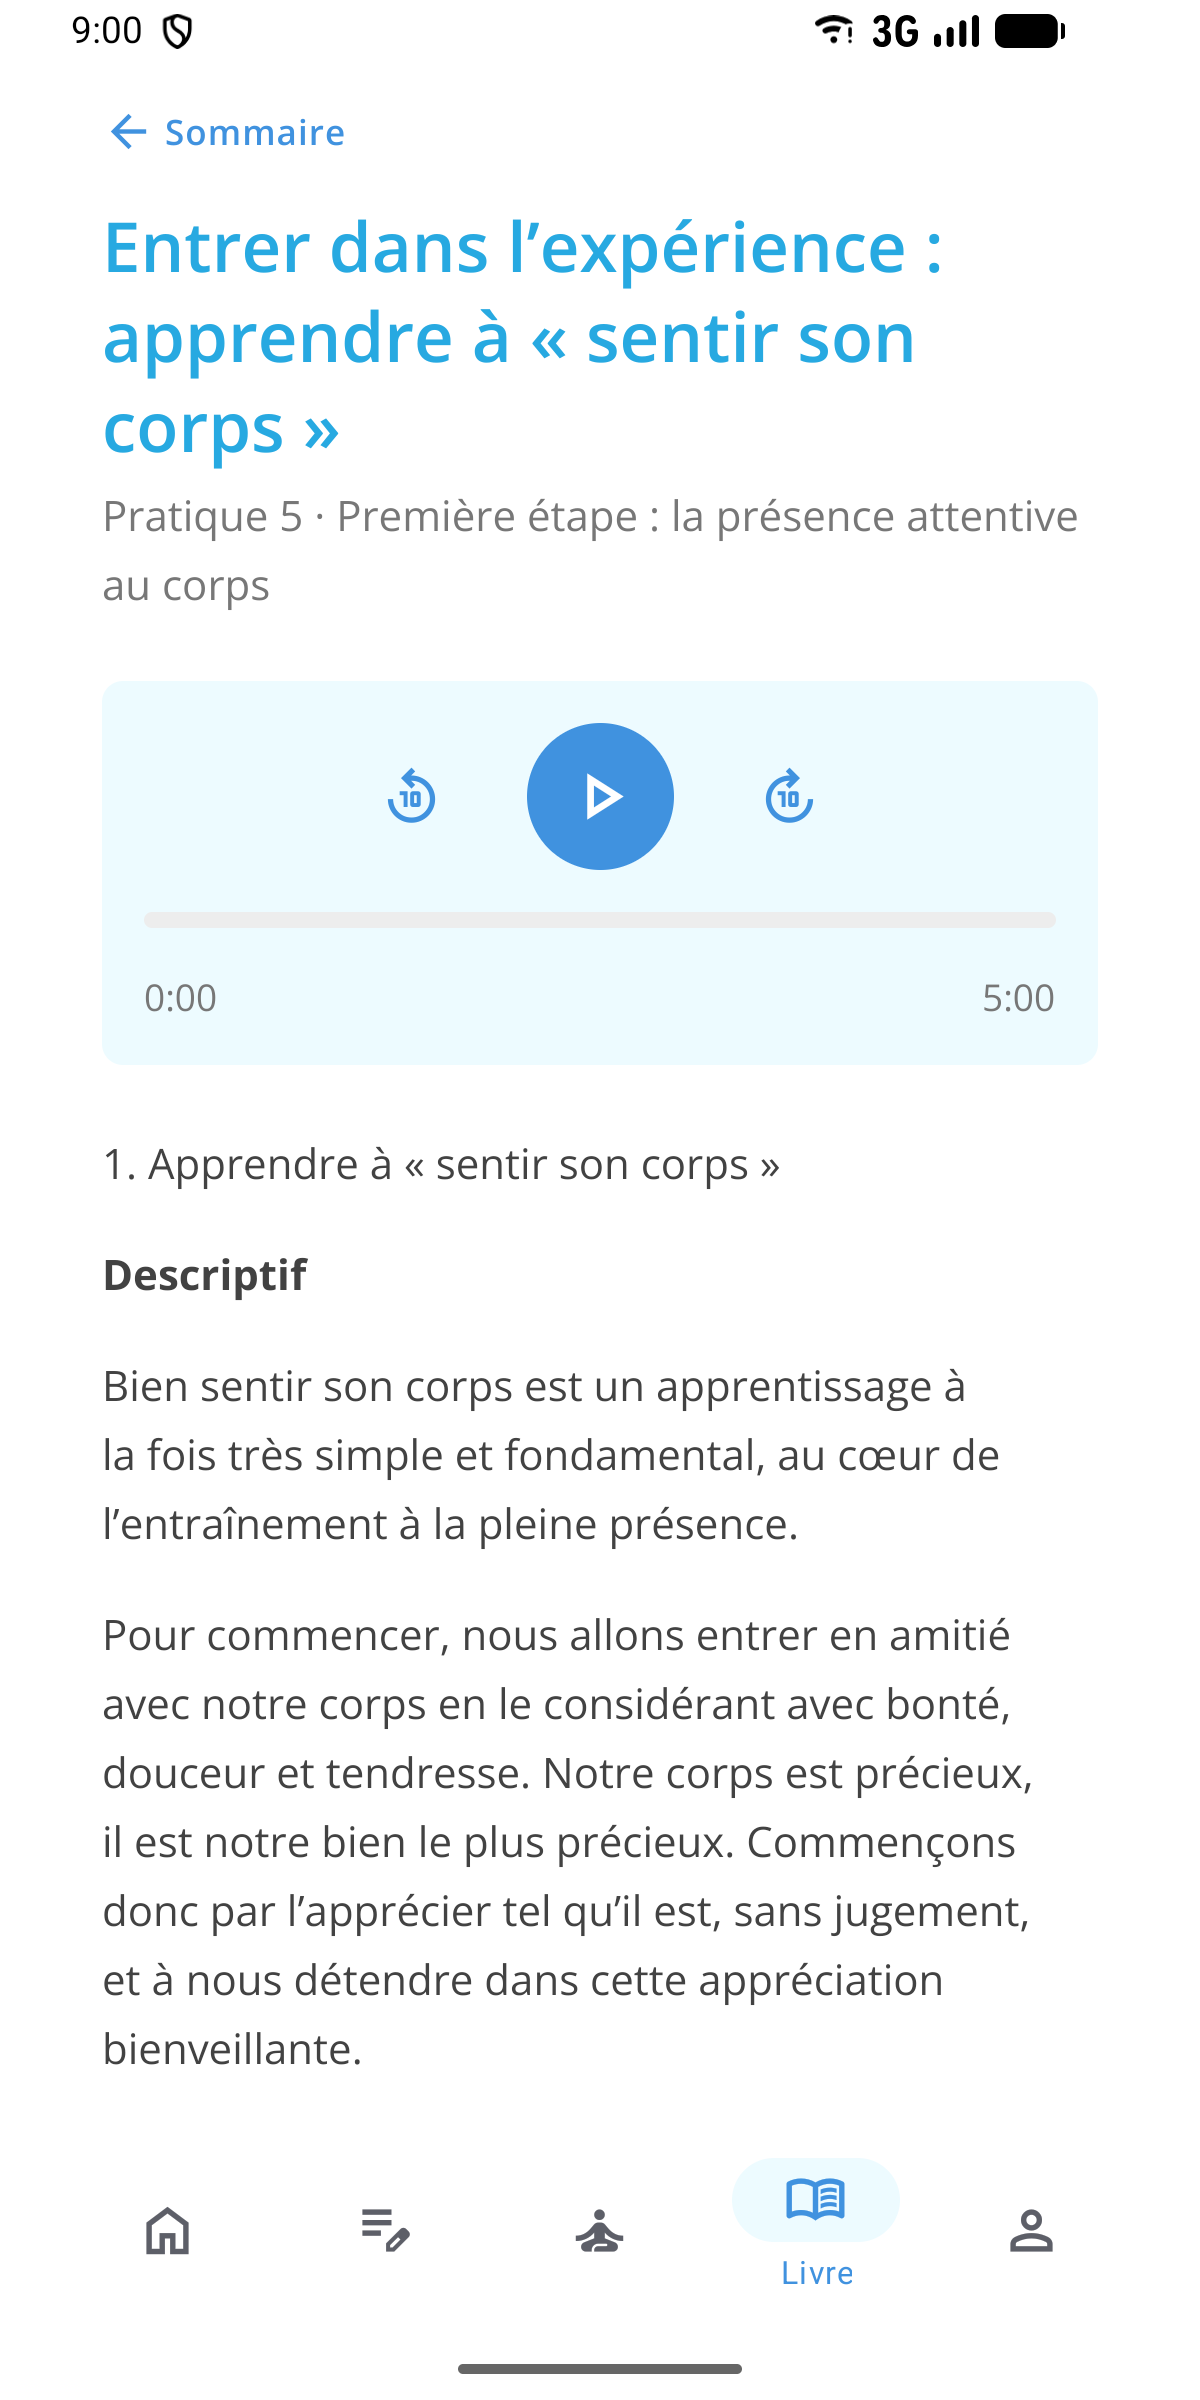 9:00
3G
Sommaire
Entrer dans l’expérience :
apprendre à « sentir son
corps »
Pratique 5 · Première étape : la présence attentive
au corps
10
10
0:00
5:00
1. Apprendre à « sentir son corps »
Descriptif
Bien sentir son corps est un apprentissage à
la fois très simple et fondamental, au cœur de
l’entraînement à la pleine présence.
Pour commencer, nous allons entrer en amitié
avec notre corps en le considérant avec bonté,
douceur et tendresse. Notre corps est précieux,
il est notre bien le plus précieux. Commençons
donc par l’apprécier tel qu’il est, sans jugement,
et à nous détendre dans cette appréciation
bienveillante.
Livre